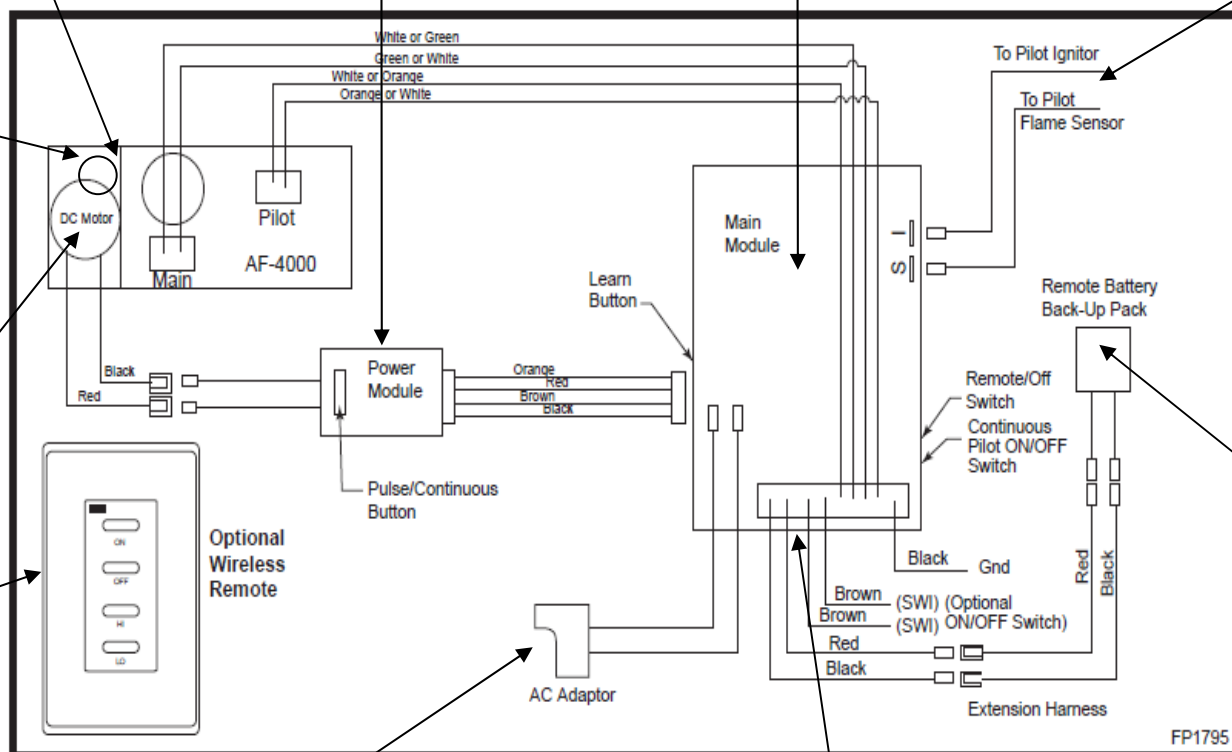 White or Green
Green or White
White or Orange
Orange or White
To Pilot Ignitor
To Pilot
Flame Sensor
DC Motor
Pilot
Main
AF-4000
Main
Module
I
S
Learn
Button
Remote Battery
Back-Up Pack
Black
Red
Power
Module
Orange
Red
Brown
Black
Remote/Off
Switch
Continuous
Pilot ON/OFF
Switch
Pulse/Continuous
Button
ON
OFF
HI
LO
Optional
Wireless
Remote
Black Gnd
Brown (SWI) (Optional
Brown (SWI) ON/OFF Switch)
Red
Black
Red
Black
AC Adaptor
Extension Harness
FP1795